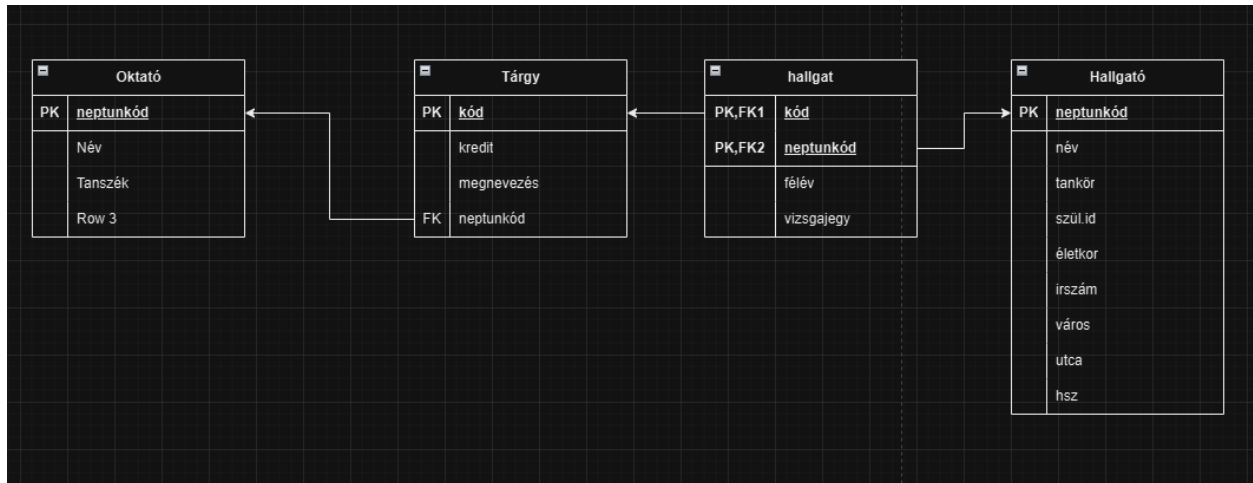 Oktató
PK neptunkód
Név
Tanszék
Row 3
Tárgy
PK kód
kredit
megnevezés
FK neptunkód
hallgat
PK,FK1 kód
PK,FK2 neptunkód
félév
vizsgajegy
Hallgató
PK neptunkód
név
tankör
szül.id
életkor
irszám
város
utca
hsz